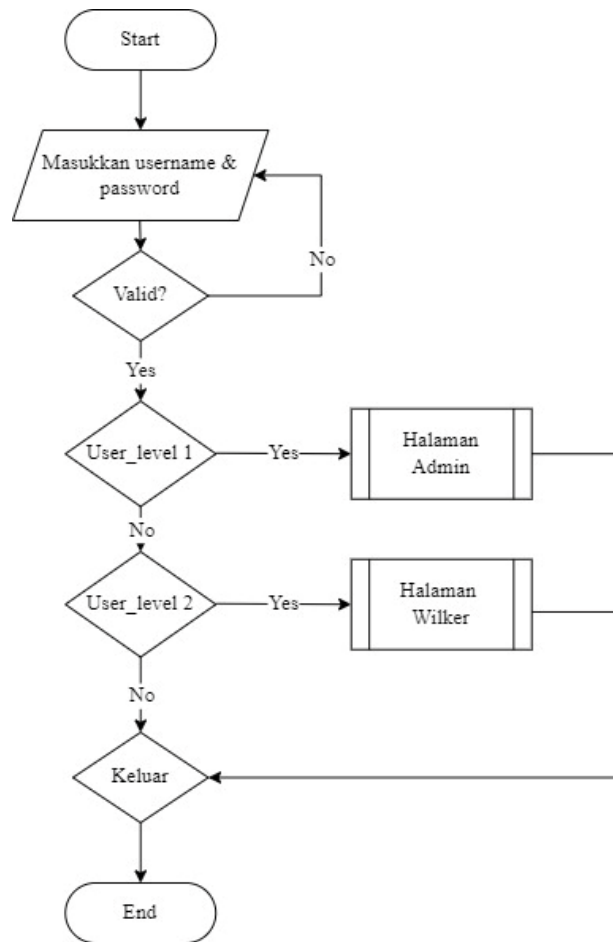 Start
Masukkan username &
password
No
Valid?
Yes
User_level 1
Yes
Halaman
Admin
No
User_level 2
Yes
Halaman
Wilker
No
Keluar
End